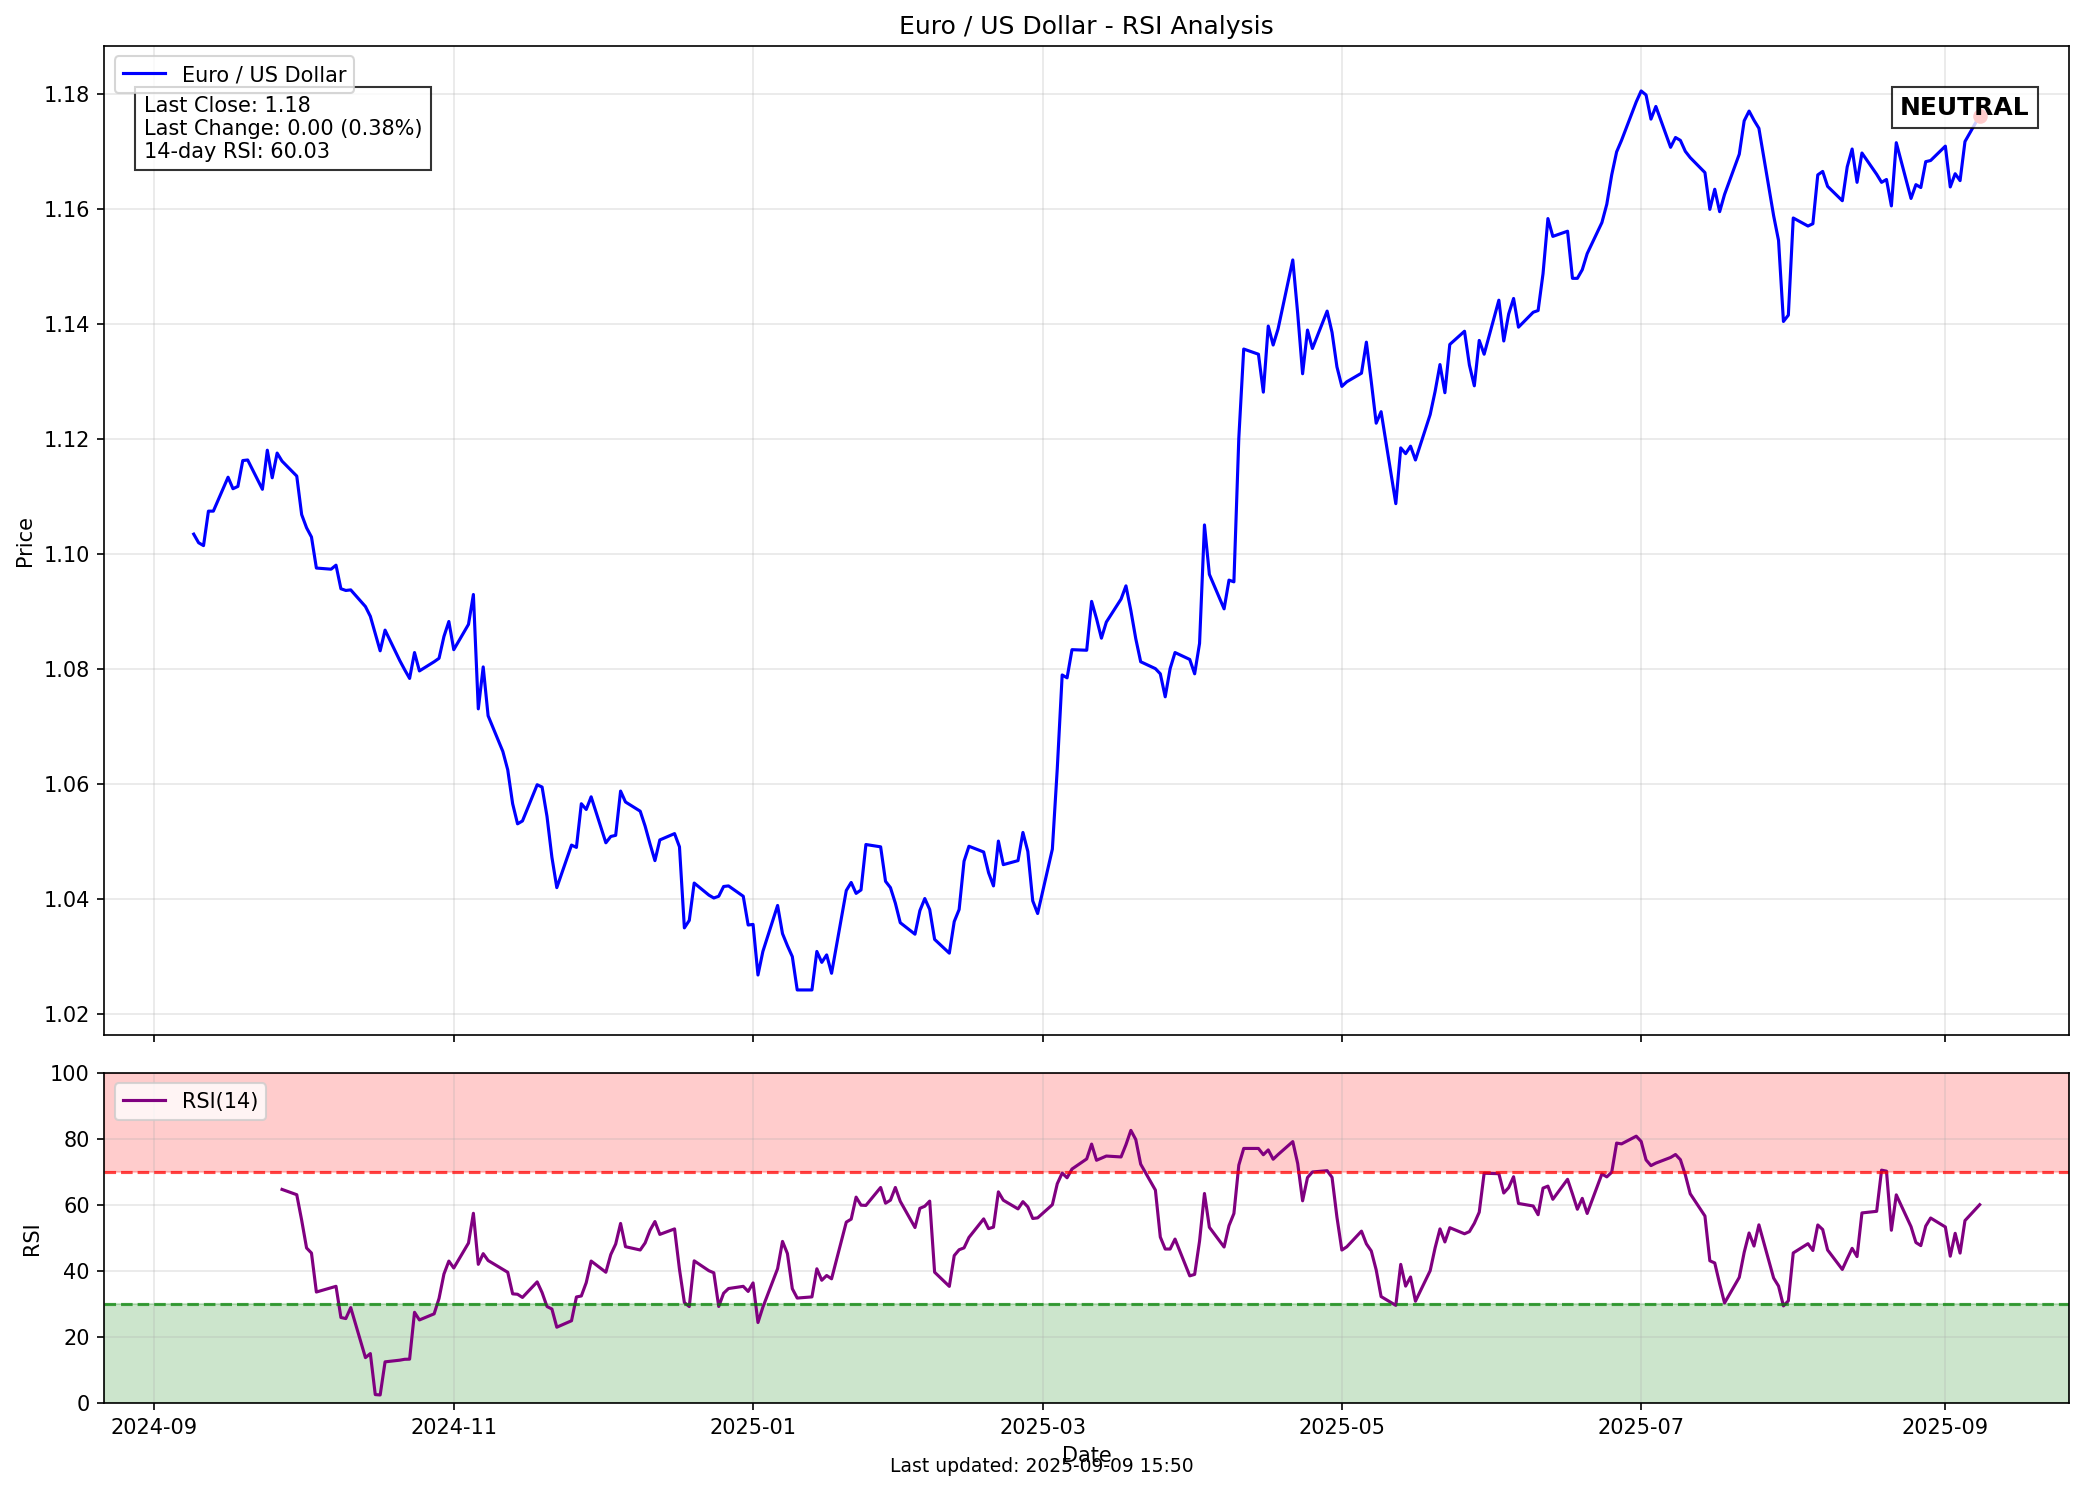 Euro / US Dollar - RSI Analysis
Euro / US Dollar
Last Close: 1.18
Last Change: 0.00 (0.38%)
14-day RSI: 60.03
NEUTRAL
1.18
1.16
1.14
1.12
1.10
1.08
1.06
1.04
1.02
Price
RSI(14)
100
80
60
40
20
0
RSI
2024-09
2024-11
2025-01
2025-03
2025-05
2025-07
2025-09
Date
Last updated: 2025-09-09 15:50